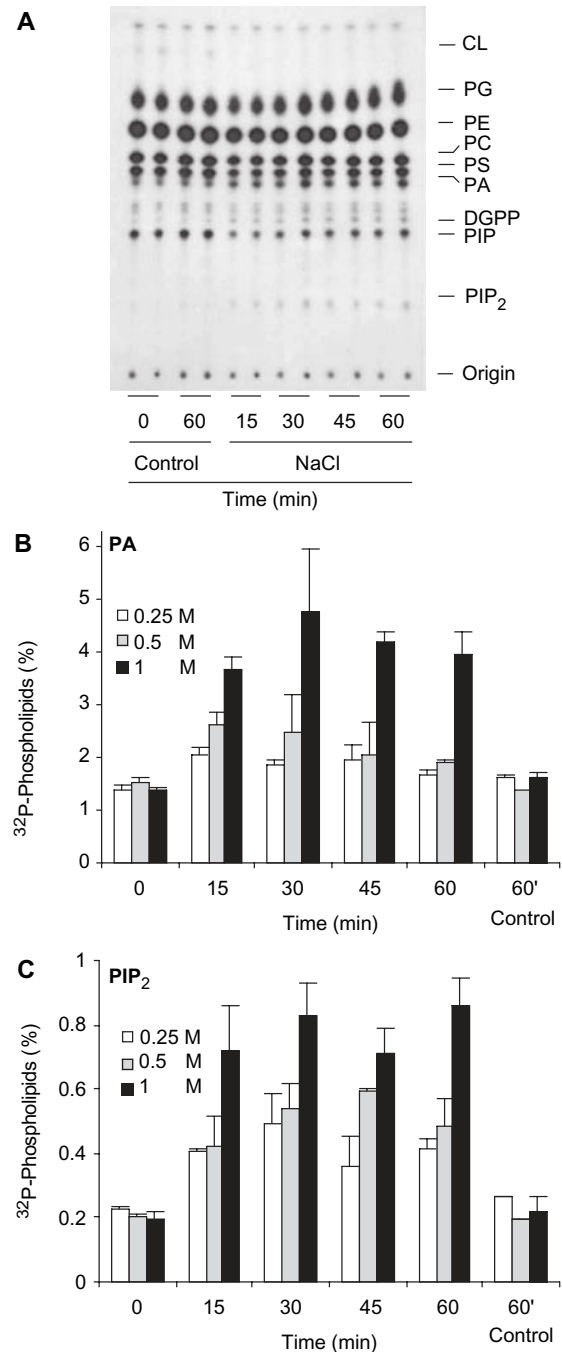 A
CL
PG
PE
PC
PS
PA
DGPP
PIP
PIP2
Origin
0 60 15 30 45 60
Control NaCl
Time (min)
B
PA
6
5
4
3
2
1
0
0.25 M
0.5 M
1 M
32P-Phospholipids (%)
0 15 30 45 60 60'
Time (min) Control
C
PIP2
1
0.8
0.6
0.4
0.2
0
0.25 M
0.5 M
1 M
32P-Phospholipids (%)
0 15 30 45 60 60'
Time (min) Control